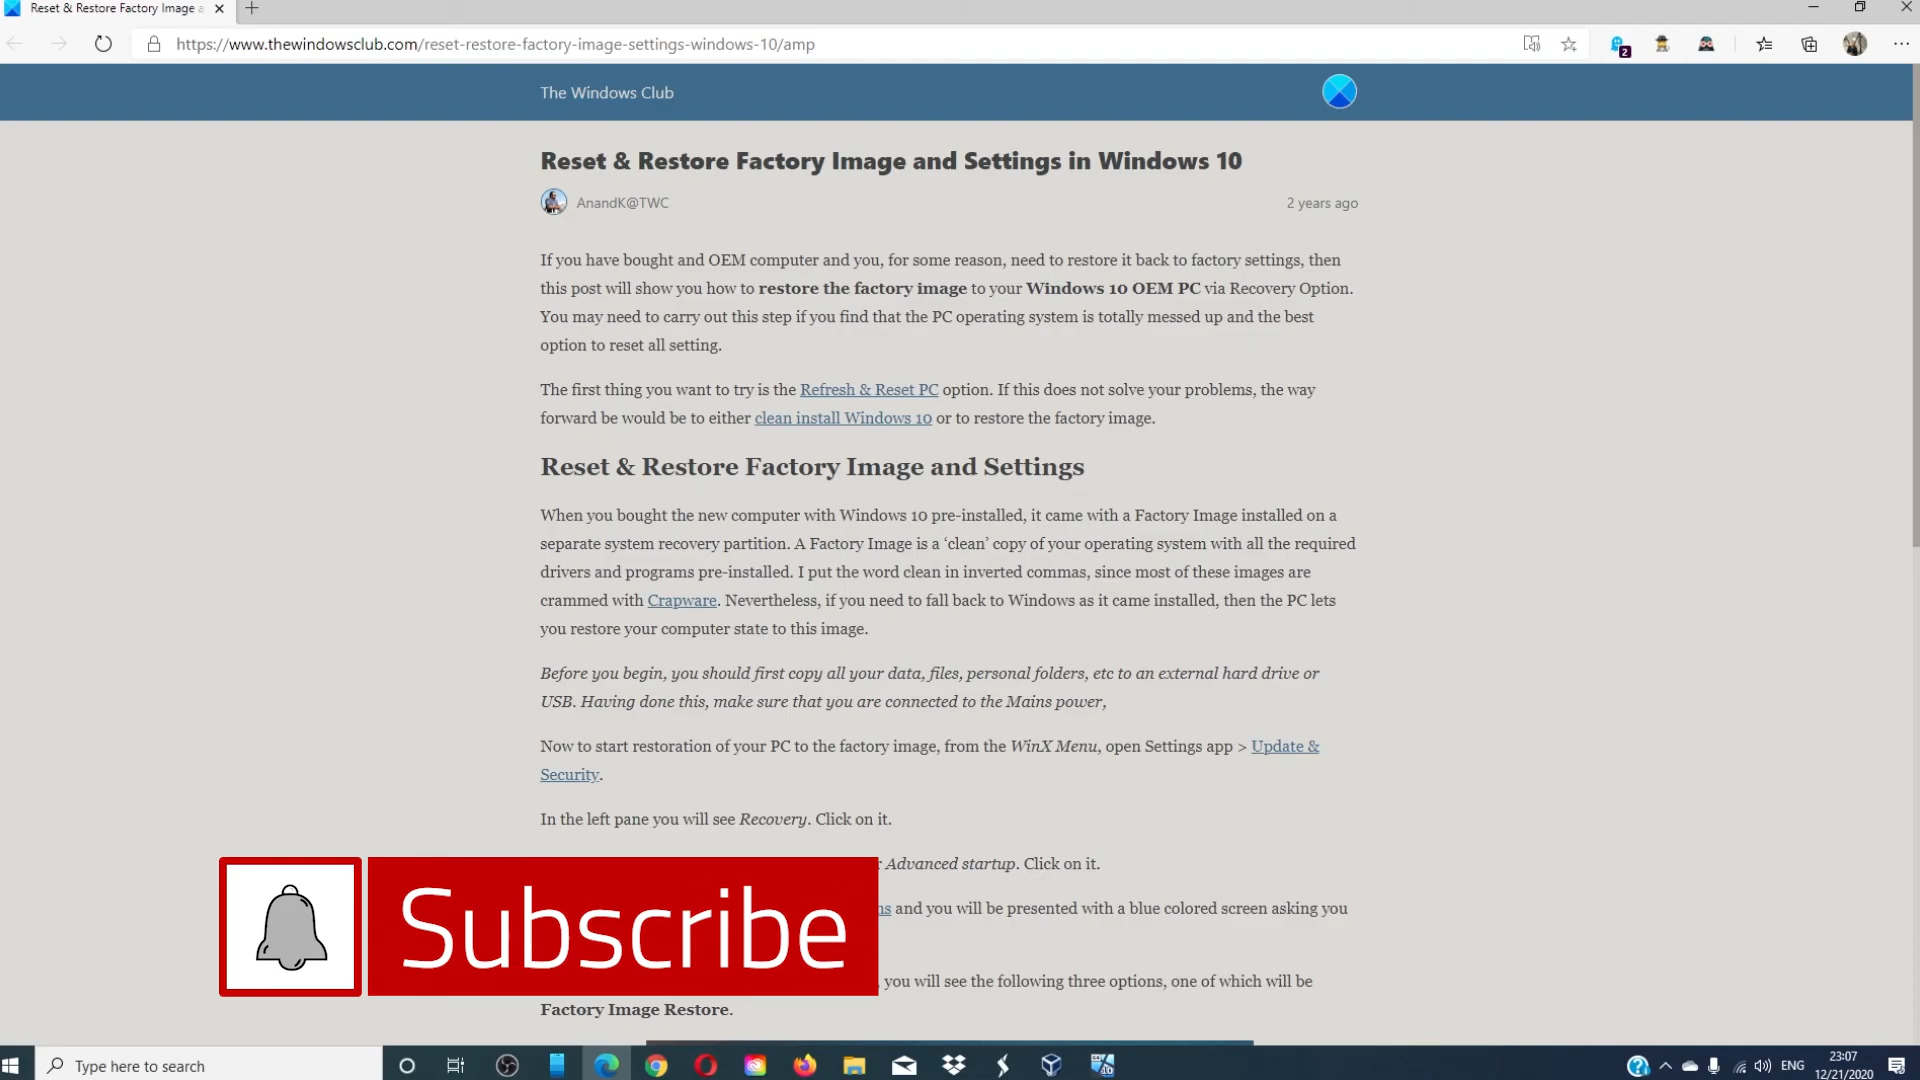 Reset & Restore Factory Image a
https://www.thewindowsclub.com/reset-restore-factory-image-settings-windows-10/amp
2
The Windows Club
Reset & Restore Factory Image and Settings in Windows 10
AnandK@TWC
2 years ago
If you have bought and OEM computer and you, for some reason, need to restore it back to factory settings, then
this post will show you how to restore the factory image to your Windows 10 OEM PC via Recovery Option.
You may need to carry out this step if you find that the PC operating system is totally messed up and the best
option to reset all setting.
The first thing you want to try is the Refresh & Reset PC option. If this does not solve your problems, the way
forward be would be to either clean install Windows 10 or to restore the factory image.
Reset & Restore Factory Image and Settings
When you bought the new computer with Windows 10 pre-installed, it came with a Factory Image installed on a
separate system recovery partition. A Factory Image is a ‘clean’ copy of your operating system with all the required
drivers and programs pre-installed. I put the word clean in inverted commas, since most of these images are
crammed with Crapware. Nevertheless, if you need to fall back to Windows as it came installed, then the PC lets
you restore your computer state to this image.
Before you begin, you should first copy all your data, files, personal folders, etc to an external hard drive or
USB. Having done this, make sure that you are connected to the Mains power,
Now to start restoration of your PC to the factory image, from the WinX Menu, open Settings app > Update &
Security.
In the left pane you will see Recovery. Click on it.
Advanced startup. Click on it.
ns and you will be presented with a blue colored screen asking you
Subscribe
you will see the following three options, one of which will be
Factory Image Restore.
Type here to search
ENG
23:07
12/21/2020